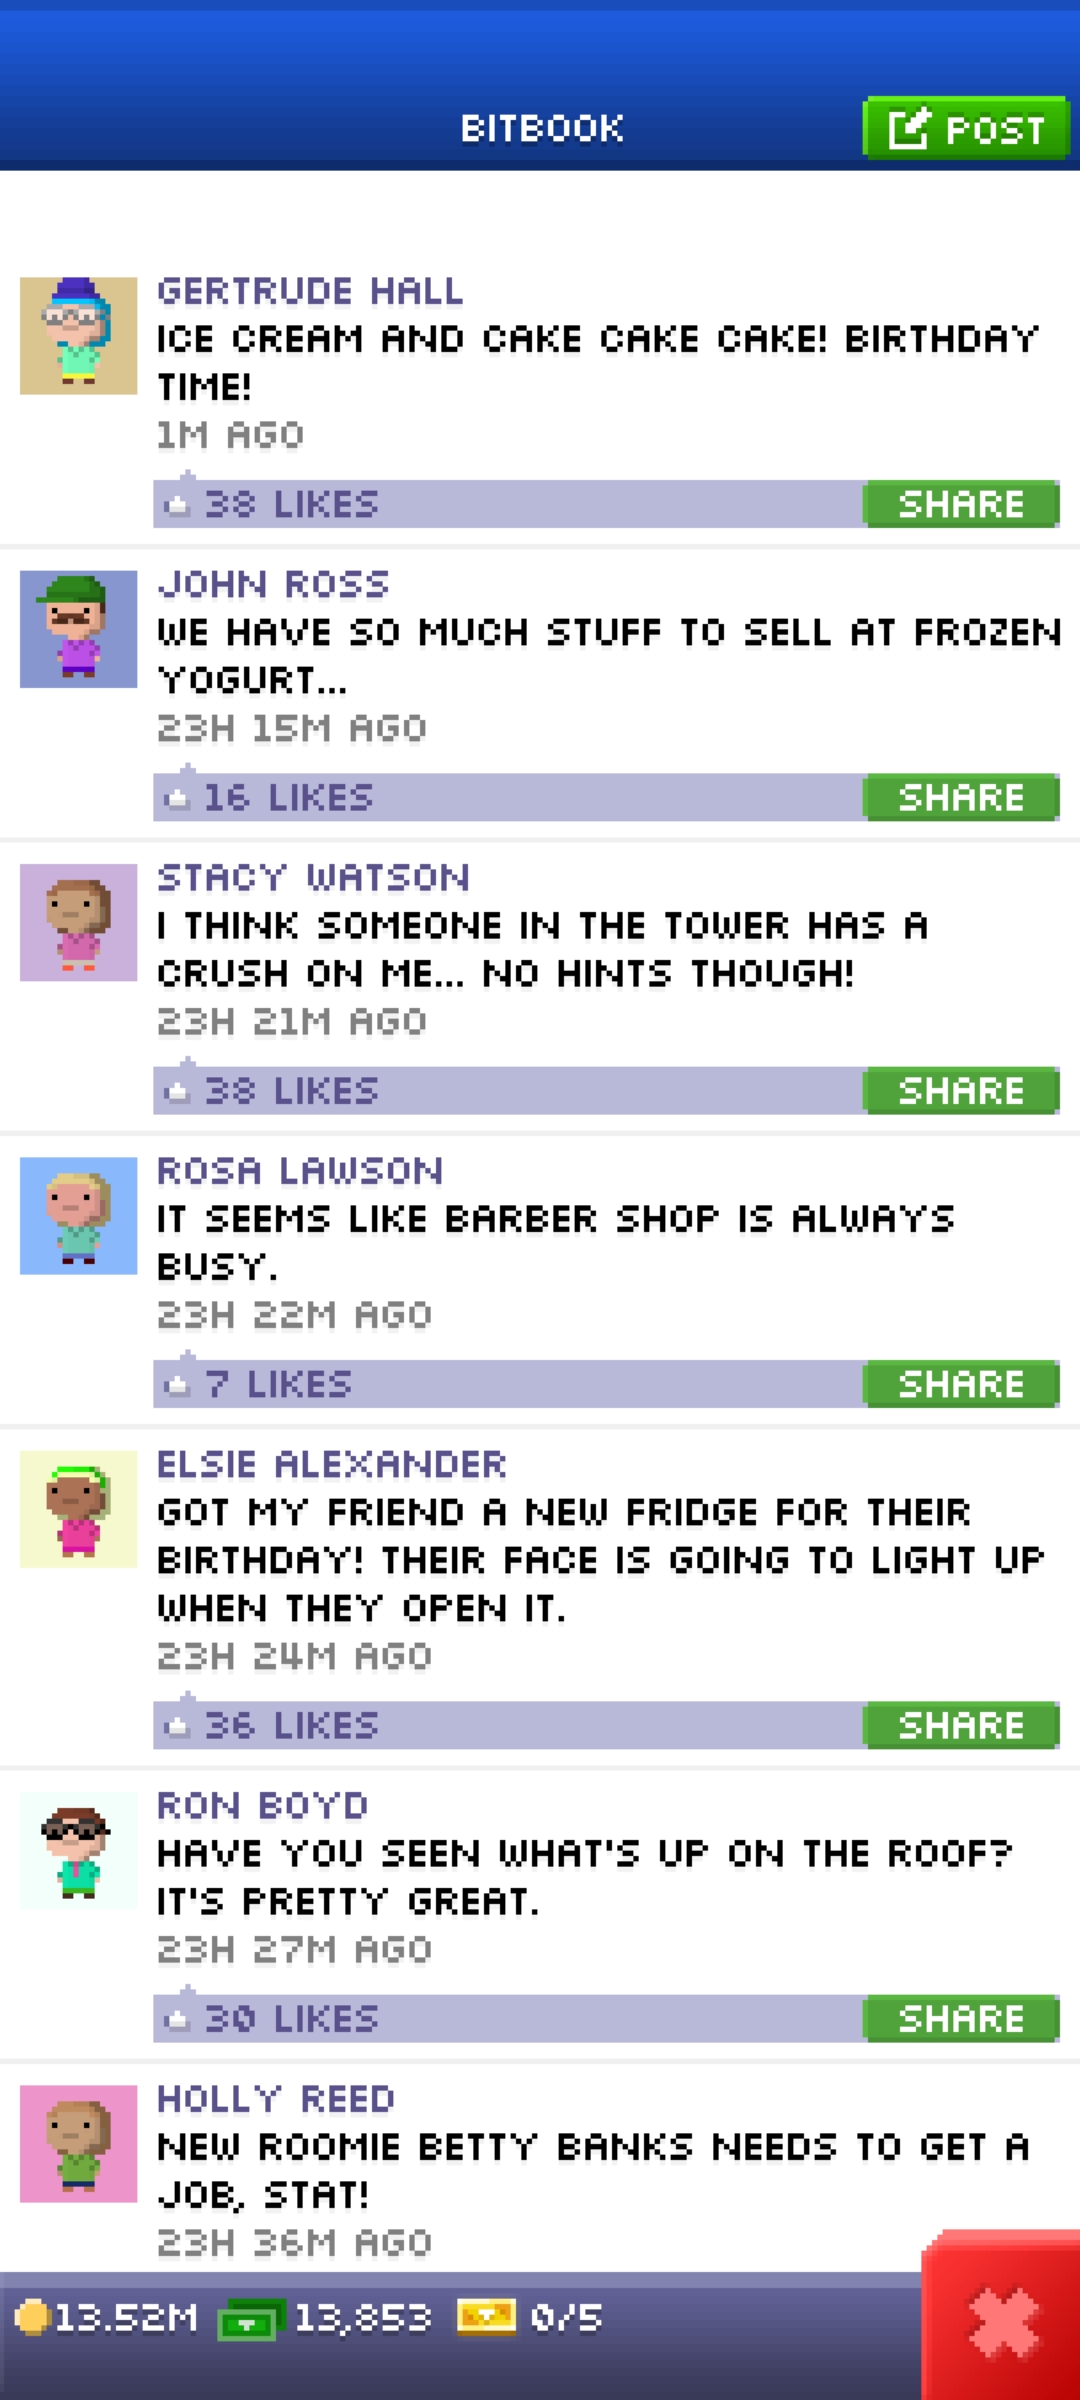 BITBOOK
POST
GERTRUDE HALL
ICE CREAM AND CAKE CAKE CAKE! BIRTHDAY
TIME!
1M AGO
38 LIKES
SHARE
JOHN ROSS
WE HAVE SO MUCH STUFF TO SELL AT FROZEN
YOGURT...
23H 15M AGO
16 LIKES
SHARE
STACY WATSON
I THINK SOMEONE IN THE TOWER HAS A
CRUSH ON ME... NO HINTS THOUGH!
23H 21M AGO
38 LIKES
SHARE
ROSA LAWSON
IT SEEMS LIKE BARBER SHOP IS ALWAYS
BUSY.
23H 22M AGO
7 LIKES
SHARE
ELSIE ALEXANDER
GOT MY FRIEND A NEW FRIDGE FOR THEIR
BIRTHDAY! THEIR FACE IS GOING TO LIGHT UP
WHEN THEY OPEN IT.
23H 24M AGO
36 LIKES
SHARE
RON BOYD
HAVE YOU SEEN WHAT'S UP ON THE ROOF?
IT'S PRETTY GREAT.
23H 27M AGO
30 LIKES
SHARE
HOLLY REED
NEW ROOMIE BETTY BANKS NEEDS TO GET A
JOB, STAT!
23H 36M AGO
13.52M 13,853 0/5